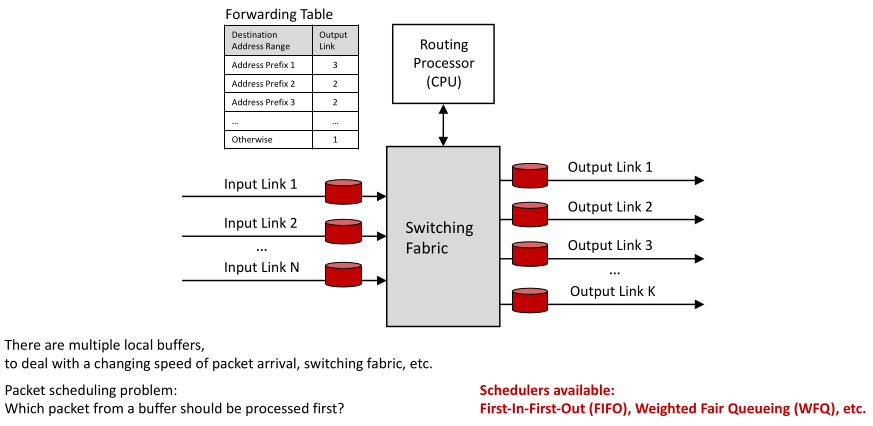 Forwarding Table
Destination Address Range
Output Link
Address Prefix 1
3
Address Prefix 2
2
Address Prefix 3
2
...
...
Otherwise
1
Routing
Processor
(CPU)
Input Link 1
Input Link 2
...
Input Link N
Switching
Fabric
Output Link 1
Output Link 2
Output Link 3
...
Output Link K
There are multiple local buffers,
to deal with a changing speed of packet arrival, switching fabric, etc.
Packet scheduling problem:
Which packet from a buffer should be processed first?
Schedulers available:
First-In-First-Out (FIFO), Weighted Fair Queueing (WFQ), etc.